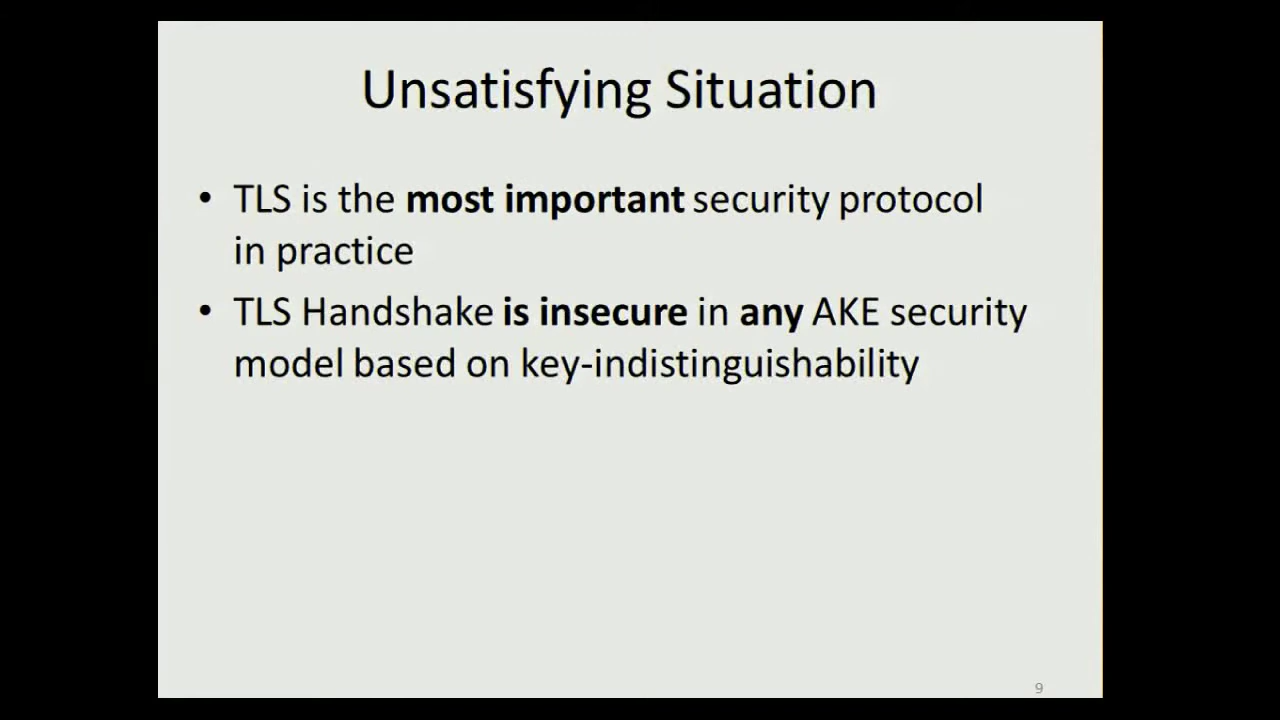 Unsatisfying Situation
• TLS is the most important security protocol
in practice
• TLS Handshake is insecure in any AKE security
model based on key-indistinguishability
9